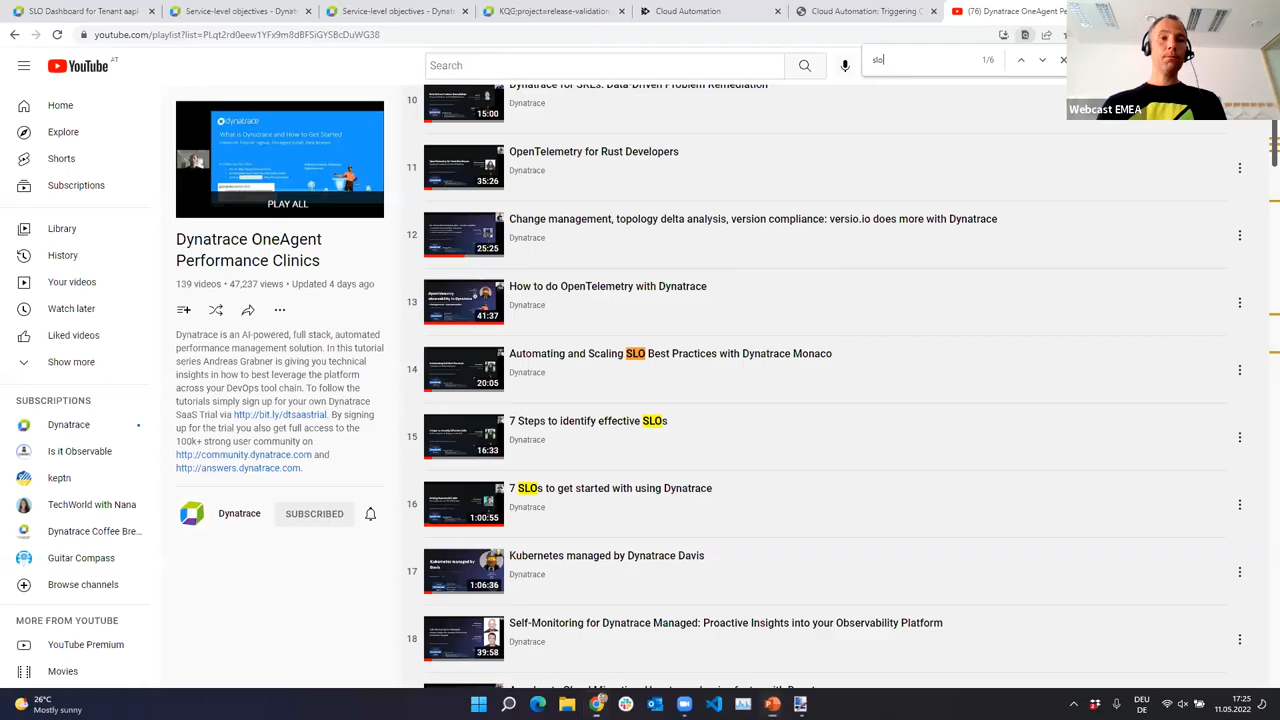 SLO Dashboard for Tenant aapl
Service-level objectives - Dynatr
Service-level objectives - Dynatr
KQG:project:release-validation
Cloud Automation
Cloud Automation Triggering.C
(76) Dynatrace OneAgent Pe
youtube.com/playlist?list=PLqt2rd0eew1YFx9m8dBFSiGYSBcDuWG38
YouTube AT
Search
1/6
Webcast EMEA
Home
Explore
Shorts
Subscriptions
Library
History
Your videos
Watch later
Liked videos
Show more
SUBSCRIPTIONS
Dynatrace
Is IT Observable
keptn
TechWorld with Nana
Dynatrace Coffee Bre...
Guitar Compass
Browse channels
MORE FROM YOUTUBE
YouTube Premium
Movies
dynatrace
What is Dynatrace and How to Get Started
PLAY ALL
Dynatrace OneAgent
Performance Clinics
139 videos • 47,237 views • Updated 4 days ago
Dynatrace is an AI-powered, full stack, automated
performance management solution. In this tutorial
series Andreas Grabner is giving you technical
insights in how to best leverage the platform
across your DevOps tool chain. To follow the
tutorials simply sign up for your own Dynatrace
SaaS Trial via http://bit.ly/dtsaastrial. By signing
up for the trial you also get full access to the
strong user community on
http://community.dynatrace.com and
http://answers.dynatrace.com.
Dynatrace
SUBSCRIBED
10
Dynatrace for SREs: Data-Driven
15:00
Dynatrace
11
OpenTelemetry for Rust Developers
35:26
Dynatrace
12
Change management, topology delta analysis, version compliance: versio.io does more with Dynatrace
25:25
Dynatrace
13
How to do OpenTelemetry with Dynatrace
41:37
Dynatrace
14
Automating and Scaling SLO Best Practices with Dynatrace Monaco
20:05
Dynatrace
15
7 Steps to identify effective SLOs
16:33
Dynatrace
16
7 SLOs to get started with using Dynatrace
1:00:55
Dynatrace
17
Kubernetes managed by Dynatrace Davis
Kubernetes managed by
Davis
1:06:36
Dynatrace
18
Self-Monitoring for Dynatrace Managed: Proactive Insights into your Observability Platform
39:58
Dynatrace
26°C
Mostly sunny
DEU
DE
17:25
11.05.2022